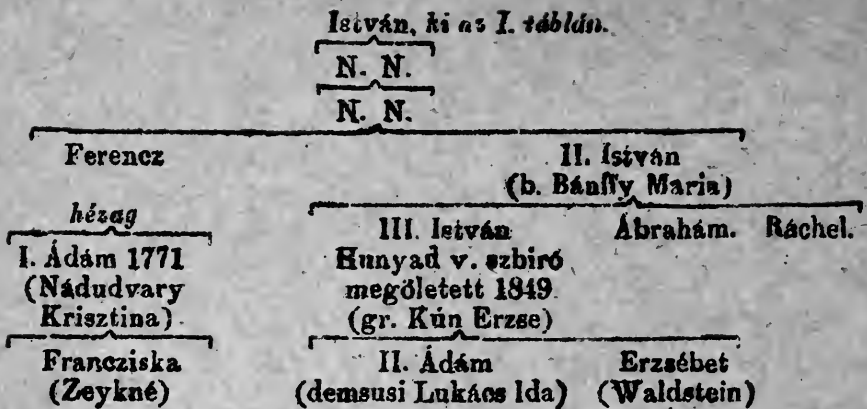 István, ki az I. táblán.
N. N.
N. N.
Ferencz II. István
(b. Bánffy Maria)
hézag III. István Ábrahám. Ráchel.
I. Ádám 1771 Hunyad v. szbiró
(Nádudvary megöletett 1849
Krisztina) (gr. Kún Erzse)
Francziska II. Ádám Erzsébet
(Zeykné) (demsusi Lukács Ida) (Waldstein)